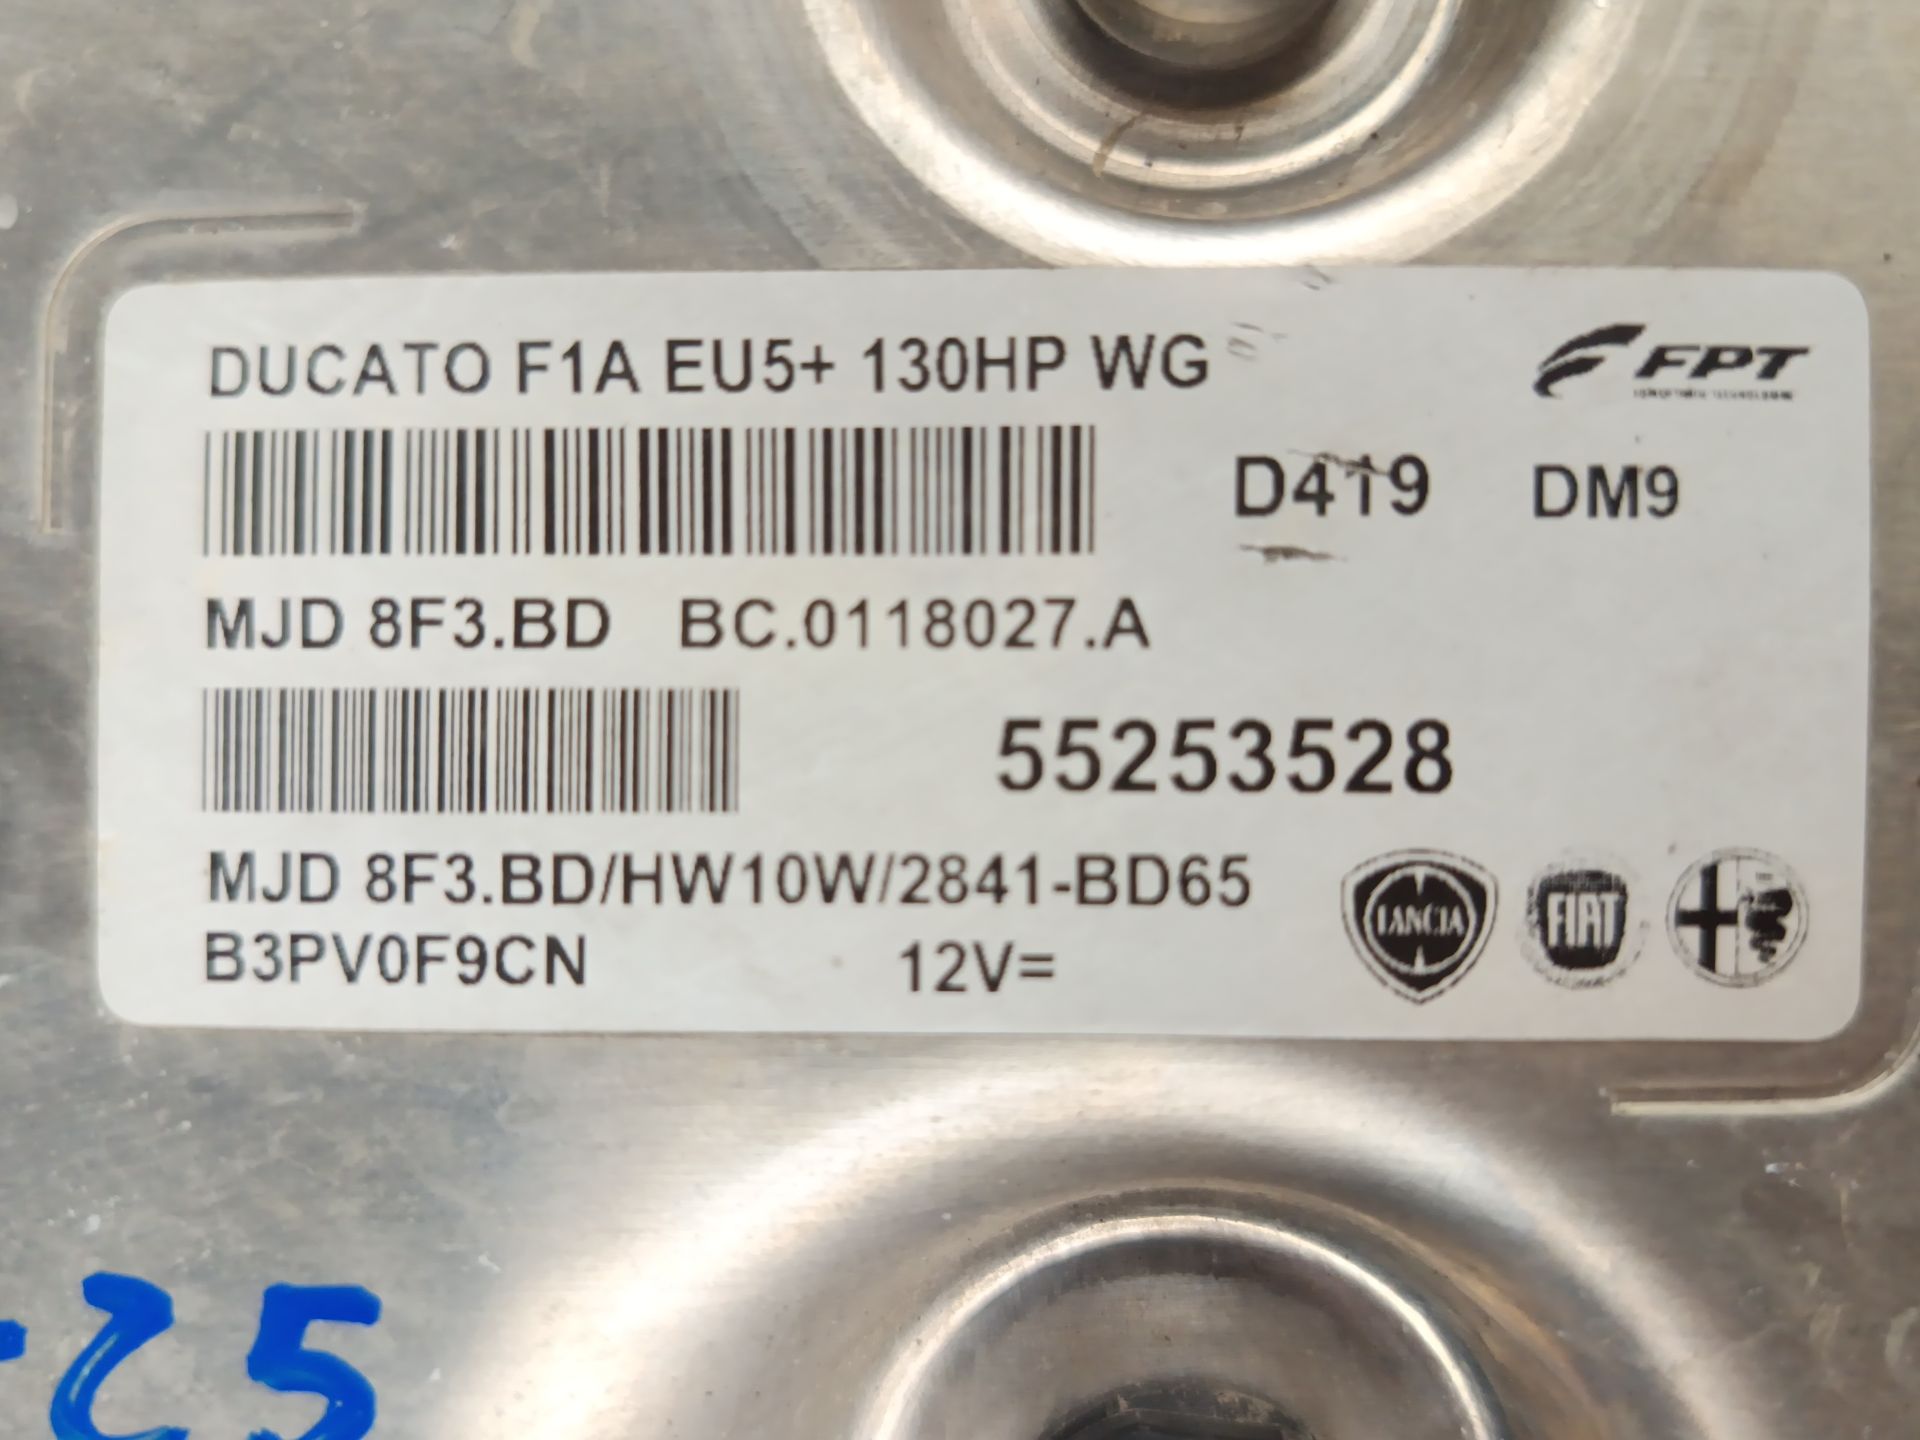 DUCATO F1A EU5+ 130HP WG
FPT
D419 DM9
MJD 8F3.BD BC.0118027.A
55253528
MJD 8F3.BD/HW10W/2841-BD65
B3PV0F9CN 12V=
LANCIA FIAT
-25